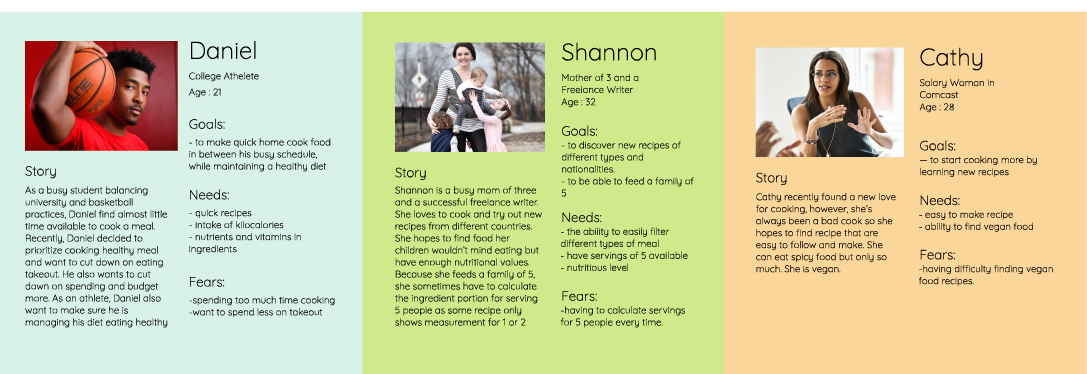 Daniel
College Athelete
Age : 21
Goals:
- to make quick home cook food
in between his busy schedule,
while maintaining a healthy diet
Needs:
- quick recipes
- intake of kilocalories
- nutrients and vitamins in
ingredients
Fears:
-spending too much time cooking
-want to spend less on takeout
Story
As a busy student balancing
university and basketball
practices, Daniel find almost little
time available to cook a meal.
Recently, Daniel decided to
prioritize cooking healthy meal
and want to cut down on eating
takeout. He also wants to cut
down on spending and budget
more. As an athlete, Daniel also
want to make sure he is
managing his diet eating healthy
Shannon
Mother of 3 and a
Freelance Writer
Age : 32
Goals:
- to discover new recipes of
different types and
nationalities.
- to be able to feed a family of
5
Needs:
- the ability to easily filter
different types of meal
- have servings of 5 available
- nutritious level
Fears:
-having to calculate servings
for 5 people every time.
Story
Shannon is a busy mom of three
and a successful freelance writer.
She loves to cook and try out new
recipes from different countries.
She hopes to find food her
children wouldn't mind eating but
have enough nutritional values.
Because she feeds a family of 5,
she sometimes have to calculate
the ingredient portion for serving
5 people as some recipe only
shows measurement for 1 or 2
Cathy
Salary Woman in
Comcast
Age : 28
Goals:
— to start cooking more by
learning new recipes
Needs:
- easy to make recipe
- ability to find vegan food
Fears:
-having difficulty finding vegan
food recipes.
Story
Cathy recently found a new love
for cooking, however, she's
always been a bad cook so she
hopes to find recipe that are
easy to follow and make. She
can eat spicy food but only so
much. She is vegan.